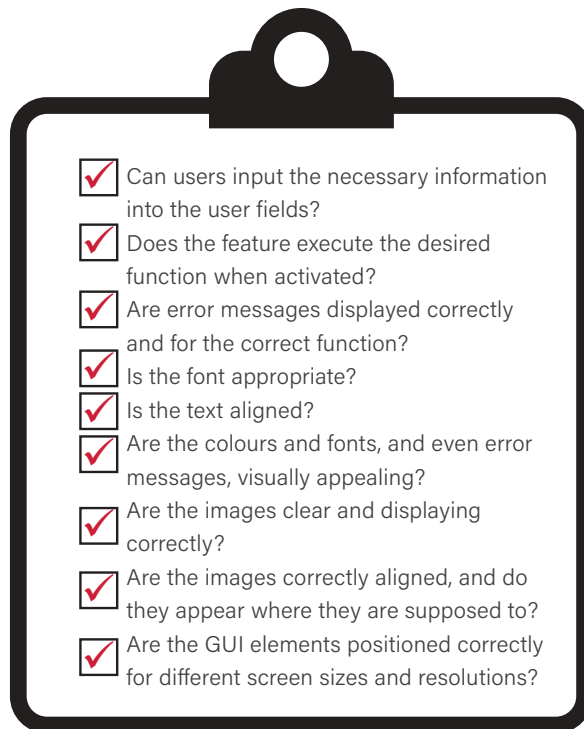 Can users input the necessary information
into the user fields?
Does the feature execute the desired
function when activated?
Are error messages displayed correctly
and for the correct function?
Is the font appropriate?
Is the text aligned?
Are the colours and fonts, and even error
messages, visually appealing?
Are the images clear and displaying
correctly?
Are the images correctly aligned, and do
they appear where they are supposed to?
Are the GUI elements positioned correctly
for different screen sizes and resolutions?